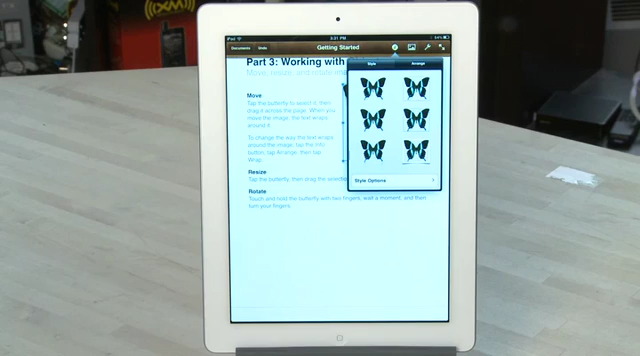 XM
iPad
3:31 PM
54%
Documents
Undo
Getting Started
Part 3: Working with
Move, resize, and rotate
Style
Arrange
Move
Tap the butterfly to select it, then
drag it across the page. When you
move the image, the text wraps
around it.
To change the way the text wraps
around the image, tap the Info
button, tap Arrange, then tap
Wrap.
Style Options
Resize
Tap the butterfly, then drag the
Rotate
Touch and hold the butterfly with two fingers, wait a moment, and then
turn your fingers.